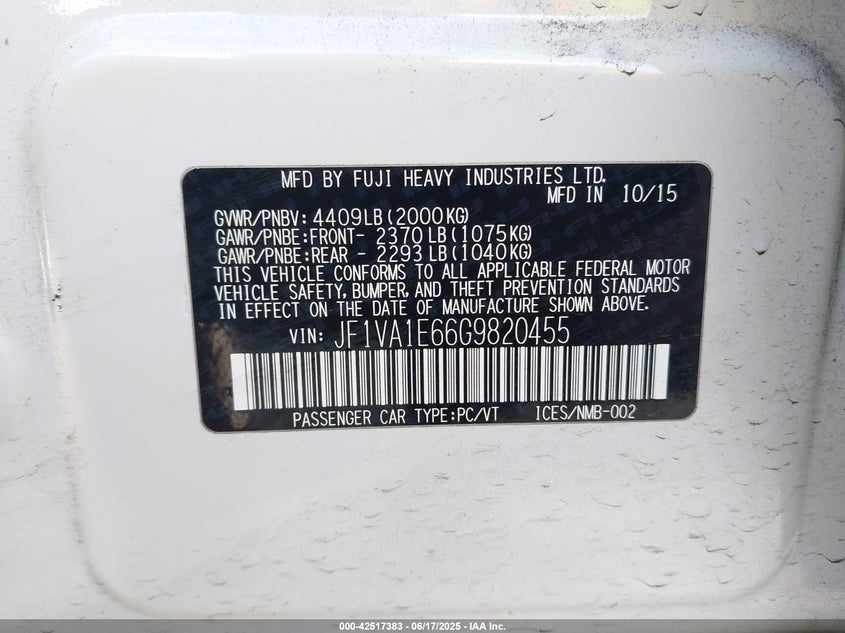 MFD BY FUJI HEAVY INDUSTRIES LTD.
MFD IN 10/15
GVWR/PNBV: 4409LB (2000KG)
GAWR/PNBE:FRONT- 2370LB (1075KG)
GAWR/PNBE:REAR - 2293LB (1040KG)
THIS VEHICLE CONFORMS TO ALL APPLICABLE FEDERAL MOTOR
VEHICLE SAFETY, BUMPER, AND THEFT PREVENTION STANDARDS
IN EFFECT ON THE DATE OF MANUFACTURE SHOWN ABOVE.
VIN: JF1VA1E66G9820455
PASSENGER CAR TYPE:PC/VT ICES/NMB-002
000-42517383 - 06/17/2025 - IAA Inc.